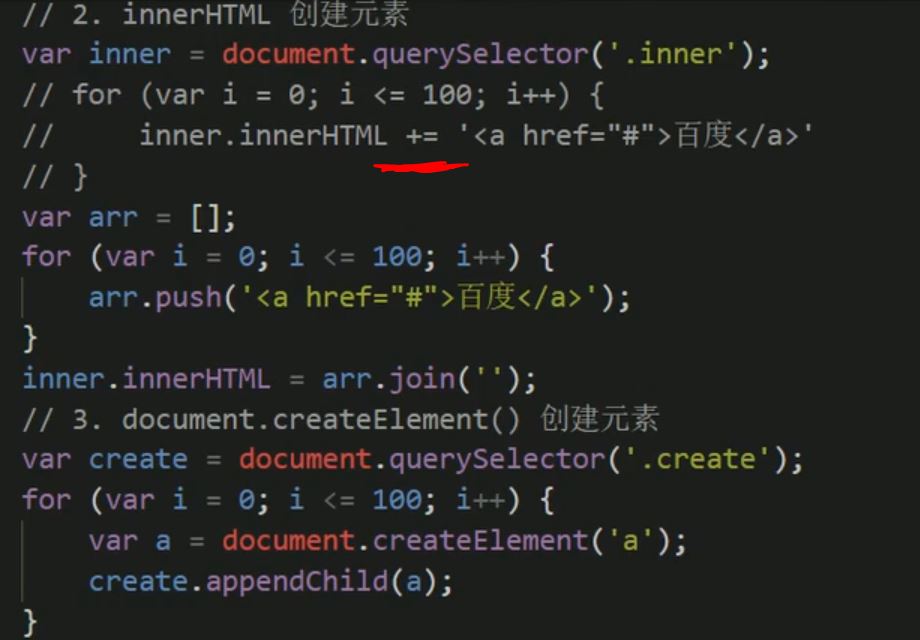 // 2. innerHTML 创建元素
var inner = document.querySelector('.inner');
// for (var i = 0; i <= 100; i++) {
//     inner.innerHTML += '<a href="#">百度</a>'
// }
var arr = [];
for (var i = 0; i <= 100; i++) {
    arr.push('<a href="#">百度</a>');
}
inner.innerHTML = arr.join('');
// 3. document.createElement() 创建元素
var create = document.querySelector('.create');
for (var i = 0; i <= 100; i++) {
    var a = document.createElement('a');
    create.appendChild(a);
}